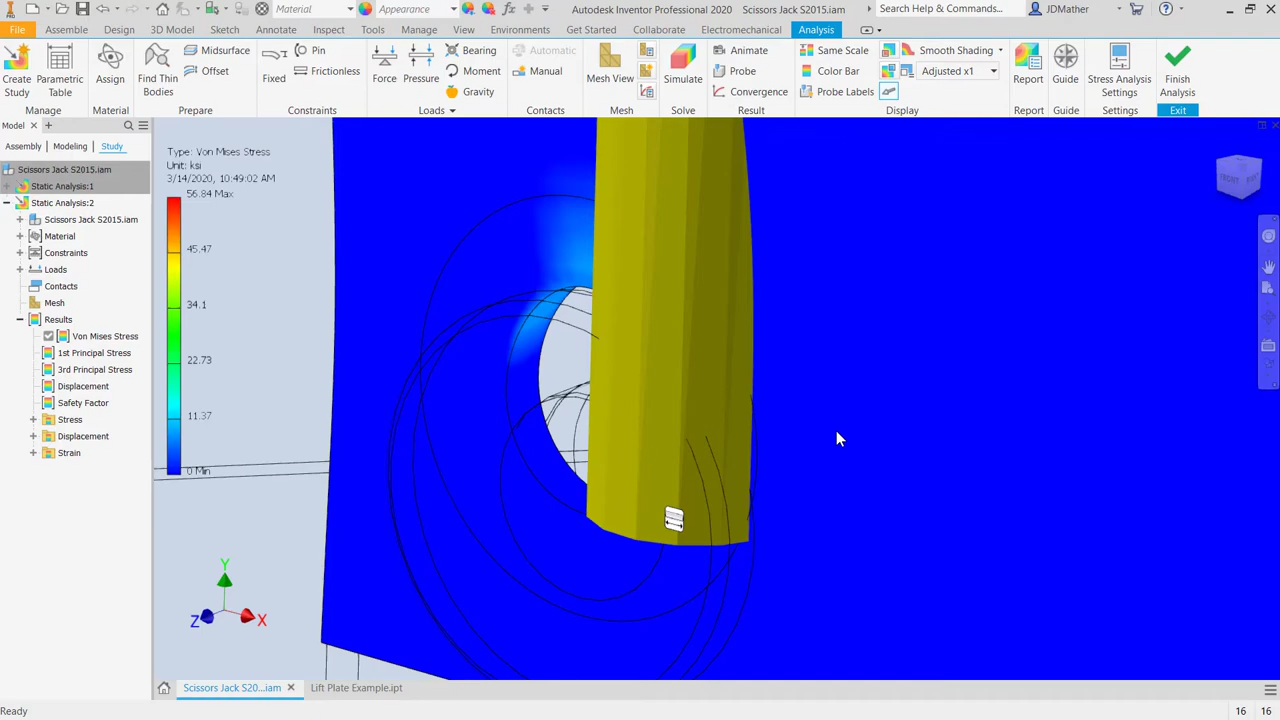 PRO
Material
Appearance
Autodesk Inventor Professional 2020 Scissors Jack S2015.iam
Search Help & Commands...
JDMather
File
Assemble
Design
3D Model
Sketch
Annotate
Inspect
Tools
Manage
View
Environments
Get Started
Collaborate
Electromechanical
Analysis
Create Study
Parametric Table
Manage
Assign
Material
Find Thin Bodies
Midsurface
Offset
Prepare
Fixed
Pin
Frictionless
Constraints
Force
Pressure
Bearing
Moment
Gravity
Loads
Automatic
Manual
Contacts
Mesh View
Mesh
Simulate
Solve
Animate
Probe
Convergence
Result
Same Scale
Color Bar
Probe Labels
Smooth Shading
Adjusted x1
Display
Report
Report
Guide
Guide
Stress Analysis Settings
Settings
Finish Analysis
Exit
Model
Assembly
Modeling
Study
Scissors Jack S2015.iam
Static Analysis:1
Static Analysis:2
Scissors Jack S2015.iam
Material
Constraints
Loads
Contacts
Mesh
Results
Von Mises Stress
1st Principal Stress
3rd Principal Stress
Displacement
Safety Factor
Stress
Displacement
Strain
Type: Von Mises Stress
Unit: ksi
3/14/2020, 10:49:02 AM
56.84 Max
45.47
34.1
22.73
11.37
0 Min
FRONT
RIGHT
Y
Z
X
Scissors Jack S20...iam
Lift Plate Example.ipt
Ready
16 16